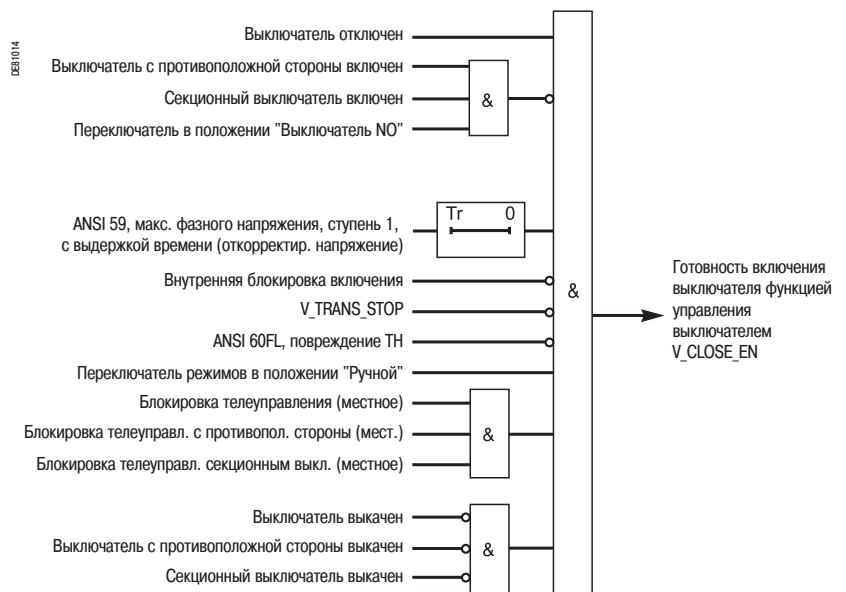 DE81014
Выключатель отключен
Выключатель с противоположной стороны включен
Секционный выключатель включен
Переключатель в положении "Выключатель NO"
&
ANSI 59, макс. фазного напряжения, ступень 1,
с выдержкой времени (откорректир. напряжение)
Tr 0
Внутренняя блокировка включения
V_TRANS_STOP
ANSI 60FL, повреждение ТН
Переключатель режимов в положении "Ручной"
&
Готовность включения
выключателя функцией
управления
выключателем
V_CLOSE_EN
Блокировка телеуправления (местное)
Блокировка телеуправл. с противопол. стороны (мест.)
Блокировка телеуправл. секционным выкл. (местное)
&
Выключатель выкачен
Выключатель с противоположной стороны выкачен
Секционный выключатель выкачен
&